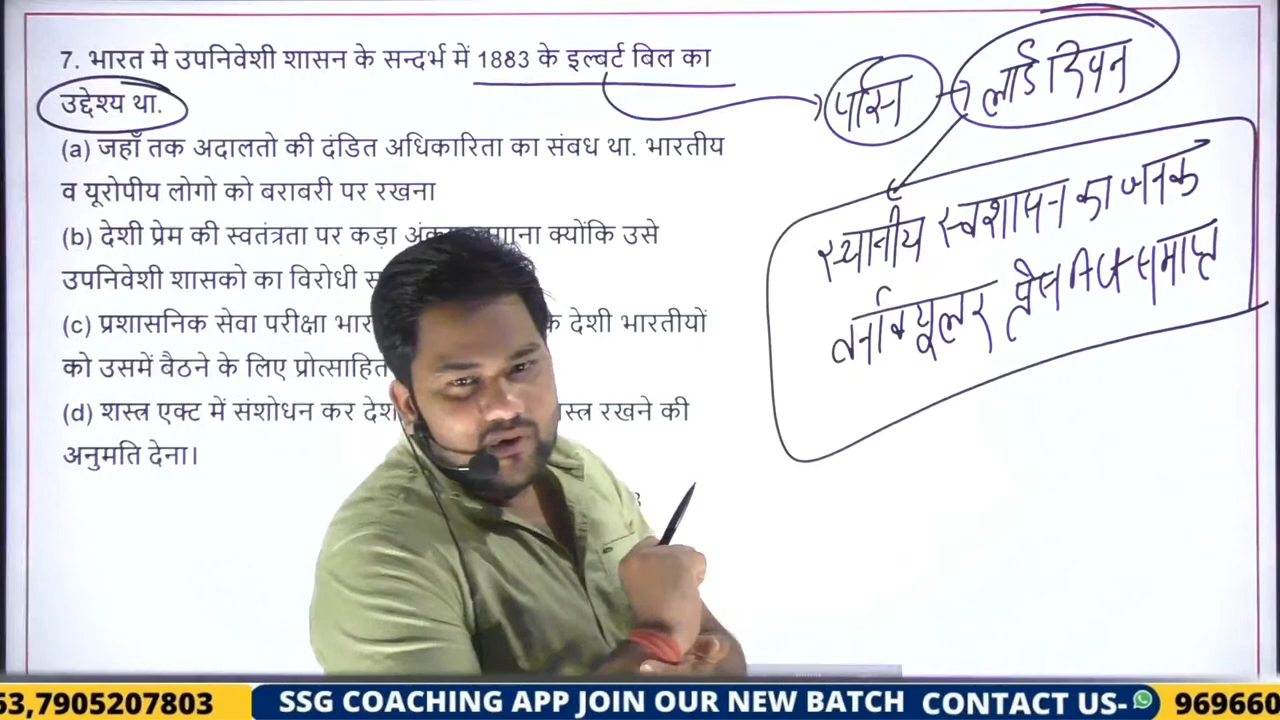 7. भारत मे उपनिवेशी शासन के सन्दर्भ में 1883 के इल्बर्ट बिल का
उद्देश्य था.
(a) जहाँ तक अदालतो की दंडित अधिकारिता का संबध था. भारतीय
व यूरोपीय लोगो को बराबरी पर रखना
(b) देशी प्रेम की स्वतंत्रता पर कड़ा क्योंकि उसे
उपनिवेशी शासको का विरोधी
(c) प्रशासनिक सेवा परीक्षा देशी भारतीयों
को उसमें बैठने के लिए प्रोत्साहित
(d) शस्त्र एक्ट में संशोधन कर रखने की
अनुमति देना।
पास
लार्ड रिपन
स्थानीय स्वशासन का जनक
वर्नाक्यूलर प्रेस Act समाप्त
53,7905207803
SSG COACHING APP JOIN OUR NEW BATCH CONTACT US-
969660